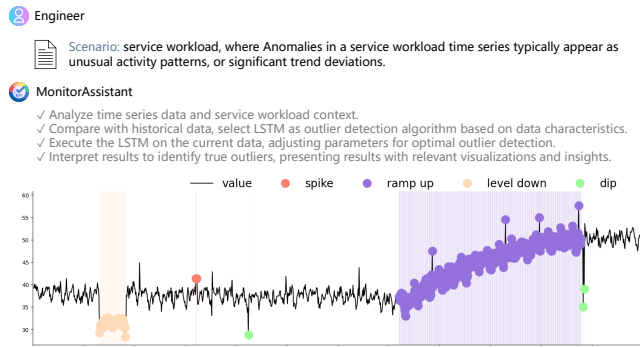 Engineer
Scenario: service workload, where Anomalies in a service workload time series typically appear as
unusual activity patterns, or significant trend deviations.
MonitorAssistant
✓ Analyze time series data and service workload context.
✓ Compare with historical data, select LSTM as outlier detection algorithm based on data characteristics.
✓ Execute the LSTM on the current data, adjusting parameters for optimal outlier detection.
✓ Interpret results to identify true outliers, presenting results with relevant visualizations and insights.
value spike ramp up level down dip
60
55
50
45
40
35
30